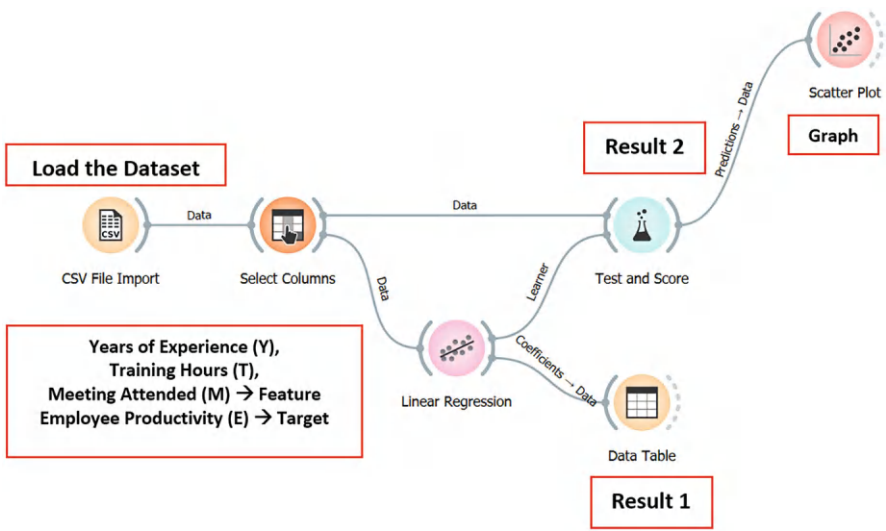 Scatter Plot
Predictions → Data
Graph
Result 2
Load the Dataset
CSV
Data
Data
CSV File Import
Select Columns
Test and Score
Data
Learner
Years of Experience (Y),
Training Hours (T),
Meeting Attended (M) → Feature
Employee Productivity (E) → Target
Coefficients → Data
Linear Regression
Data Table
Result 1